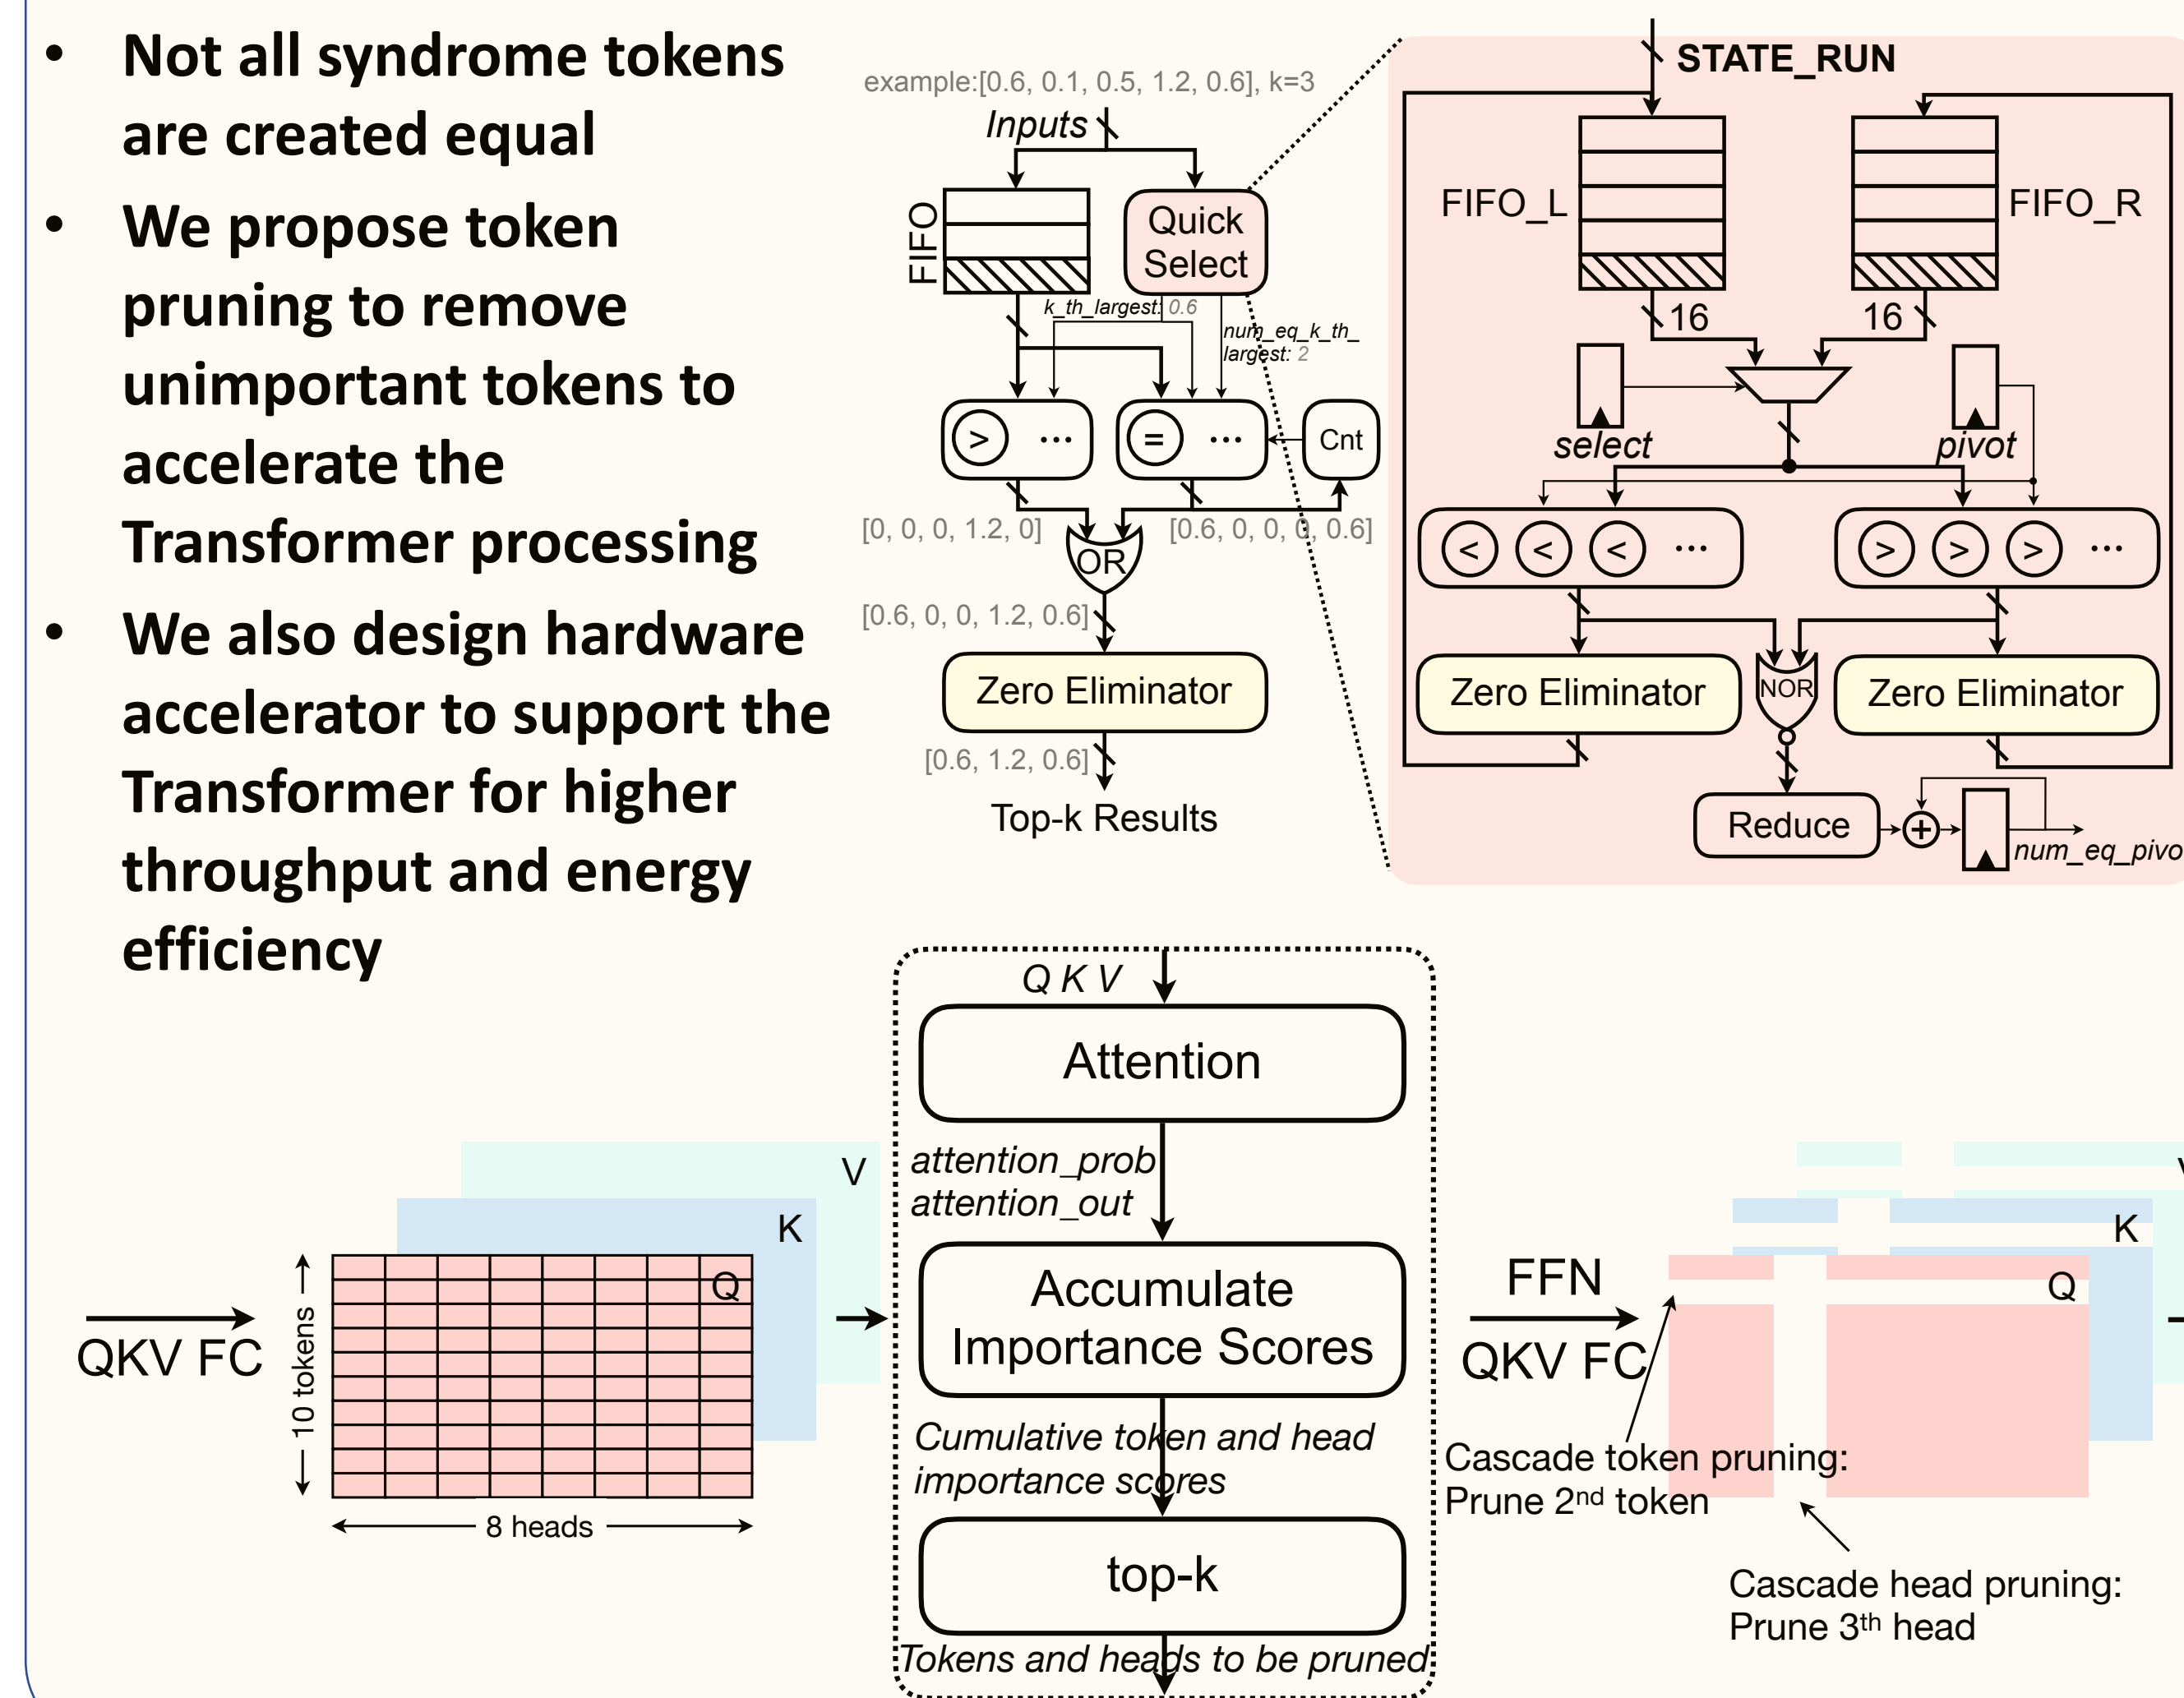 • Not all syndrome tokens
are created equal
• We propose token
pruning to remove
unimportant tokens to
accelerate the
Transformer processing
• We also design hardware
accelerator to support the
Transformer for higher
throughput and energy
efficiency
example:[0.6, 0.1, 0.5, 1.2, 0.6], k=3
Inputs
FIFO
Quick
Select
k_th_largest: 0.6
num_eq_k_th_
largest: 2
> ...
= ...
Cnt
[0, 0, 0, 1.2, 0]
[0.6, 0, 0, 0, 0.6]
OR
[0.6, 0, 0, 1.2, 0.6]
Zero Eliminator
[0.6, 1.2, 0.6]
Top-k Results
STATE_RUN
FIFO_L
FIFO_R
16
16
select
pivot
< < < ...
> > > ...
Zero Eliminator
NOR
Zero Eliminator
Reduce
+
num_eq_pivo
QKV FC
10 tokens
8 heads
Q
K
V
Q K V
Attention
attention_prob
attention_out
Accumulate
Importance Scores
Cumulative token and head
importance scores
top-k
Tokens and heads to be pruned
FFN
QKV FC
V
K
Q
Cascade token pruning:
Prune 2nd token
Cascade head pruning:
Prune 3th head